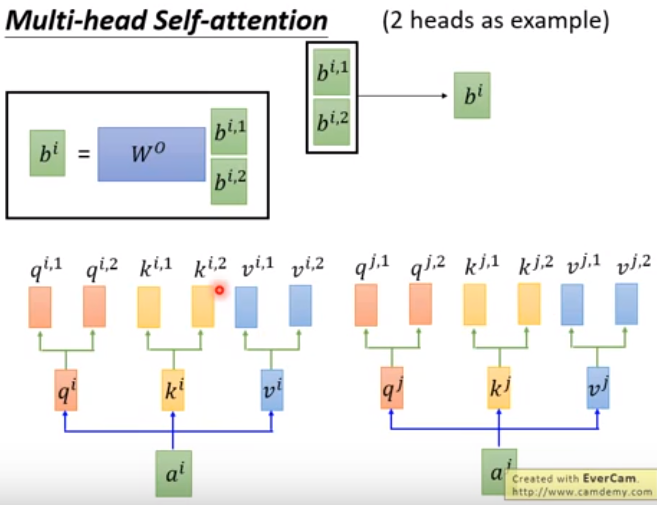 Multi-head Self-attention (2 heads as example)
b^{i,1}
b^{i,2}
b^i
b^i = W^O b^{i,1}
b^{i,2}
q^{i,1} q^{i,2} k^{i,1} k^{i,2} v^{i,1} v^{i,2} q^{j,1} q^{j,2} k^{j,1} k^{j,2} v^{j,1} v^{j,2}
q^i k^i v^i q^j k^j v^j
a^i a^j
Created with EverCam.
http://www.camdemy.com